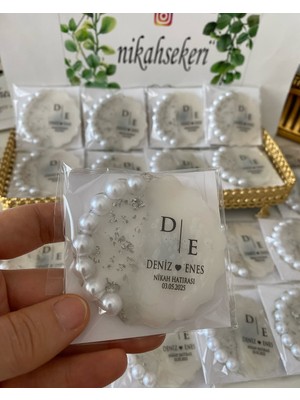 nikahsekeri
D | E
DENİZ ♥ ENES
NİKAH HATIRASI
03.05.2025
D E
D E